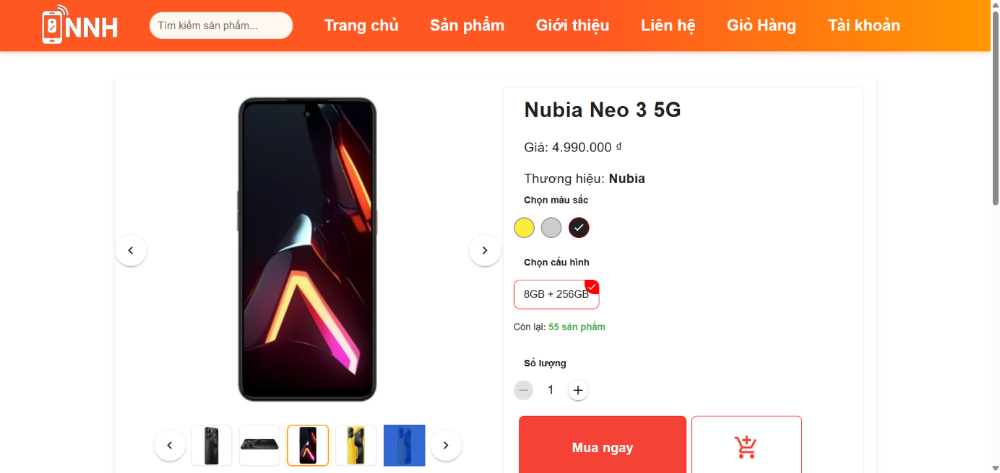 NNH
Tìm kiếm sản phẩm...
Trang chủ
Sản phẩm
Giới thiệu
Liên hệ
Giỏ Hàng
Tài khoản
Nubia Neo 3 5G
Giá: 4.990.000 ₫
Thương hiệu: Nubia
Chọn màu sắc
Chọn cấu hình
8GB + 256GB
Còn lại: 55 sản phẩm
Số lượng
1
Mua ngay